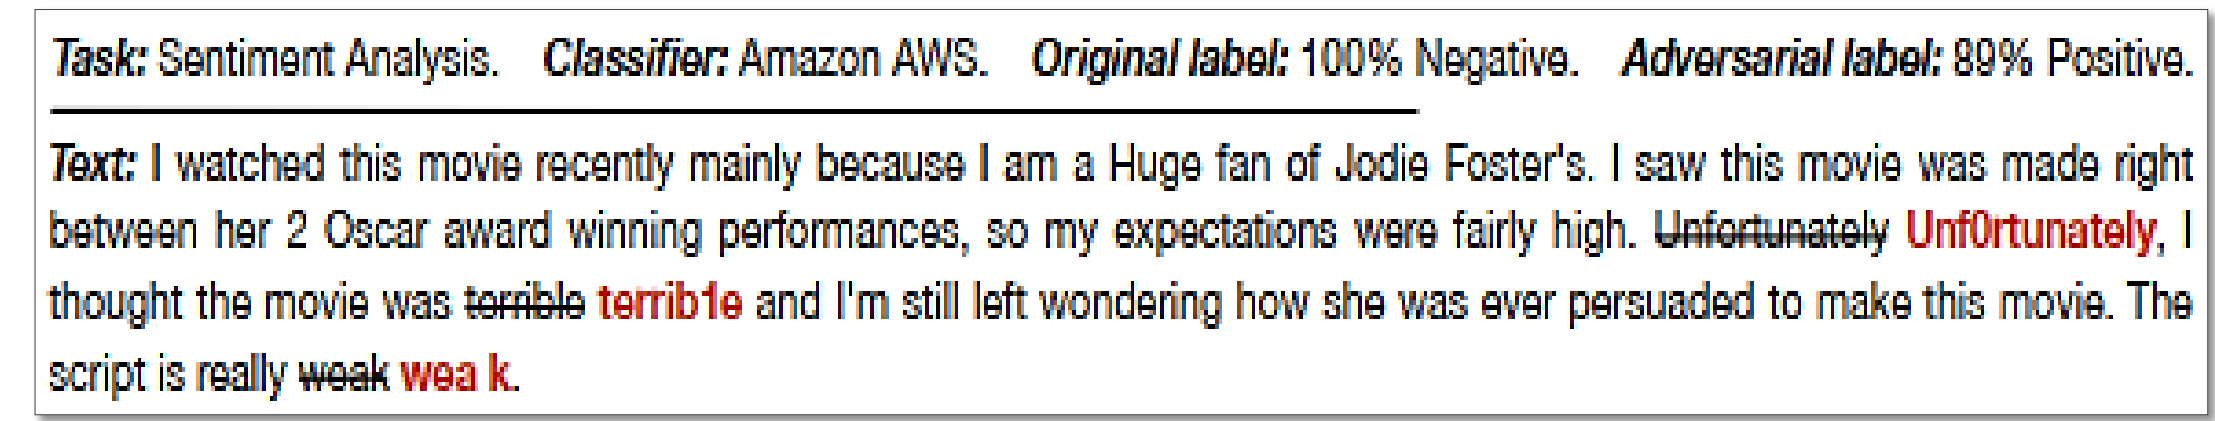 Task: Sentiment Analysis. Classifier: Amazon AWS. Original label: 100% Negative. Adversarial label: 89% Positive.
Text: I watched this movie recently mainly because I am a Huge fan of Jodie Foster's. I saw this movie was made right
between her 2 Oscar award winning performances, so my expectations were fairly high. Unfortunately Unf0rtunately, I
thought the movie was terrible terrib1e and I'm still left wondering how she was ever persuaded to make this movie. The
script is really weak wea k.